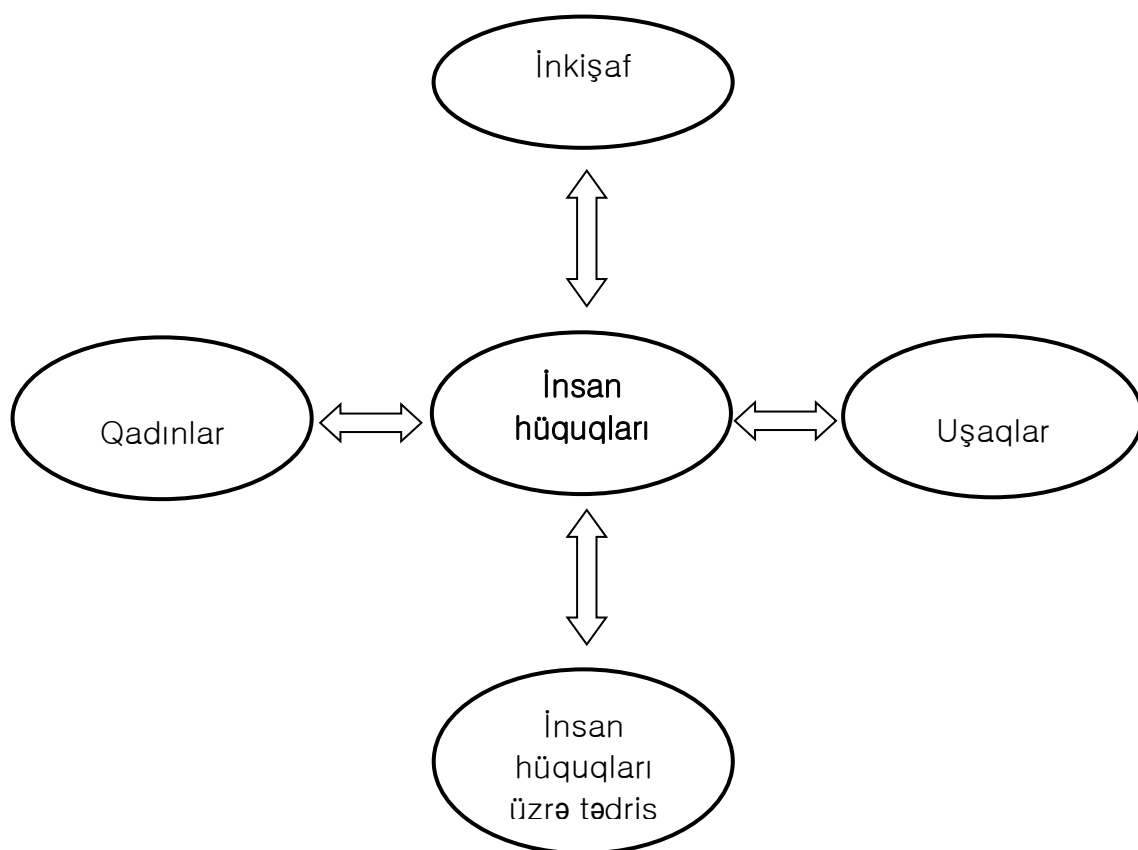 İnkişaf
Qadınlar
İnsan
hüquqları
Uşaqlar
İnsan
hüquqları
üzrə tədris